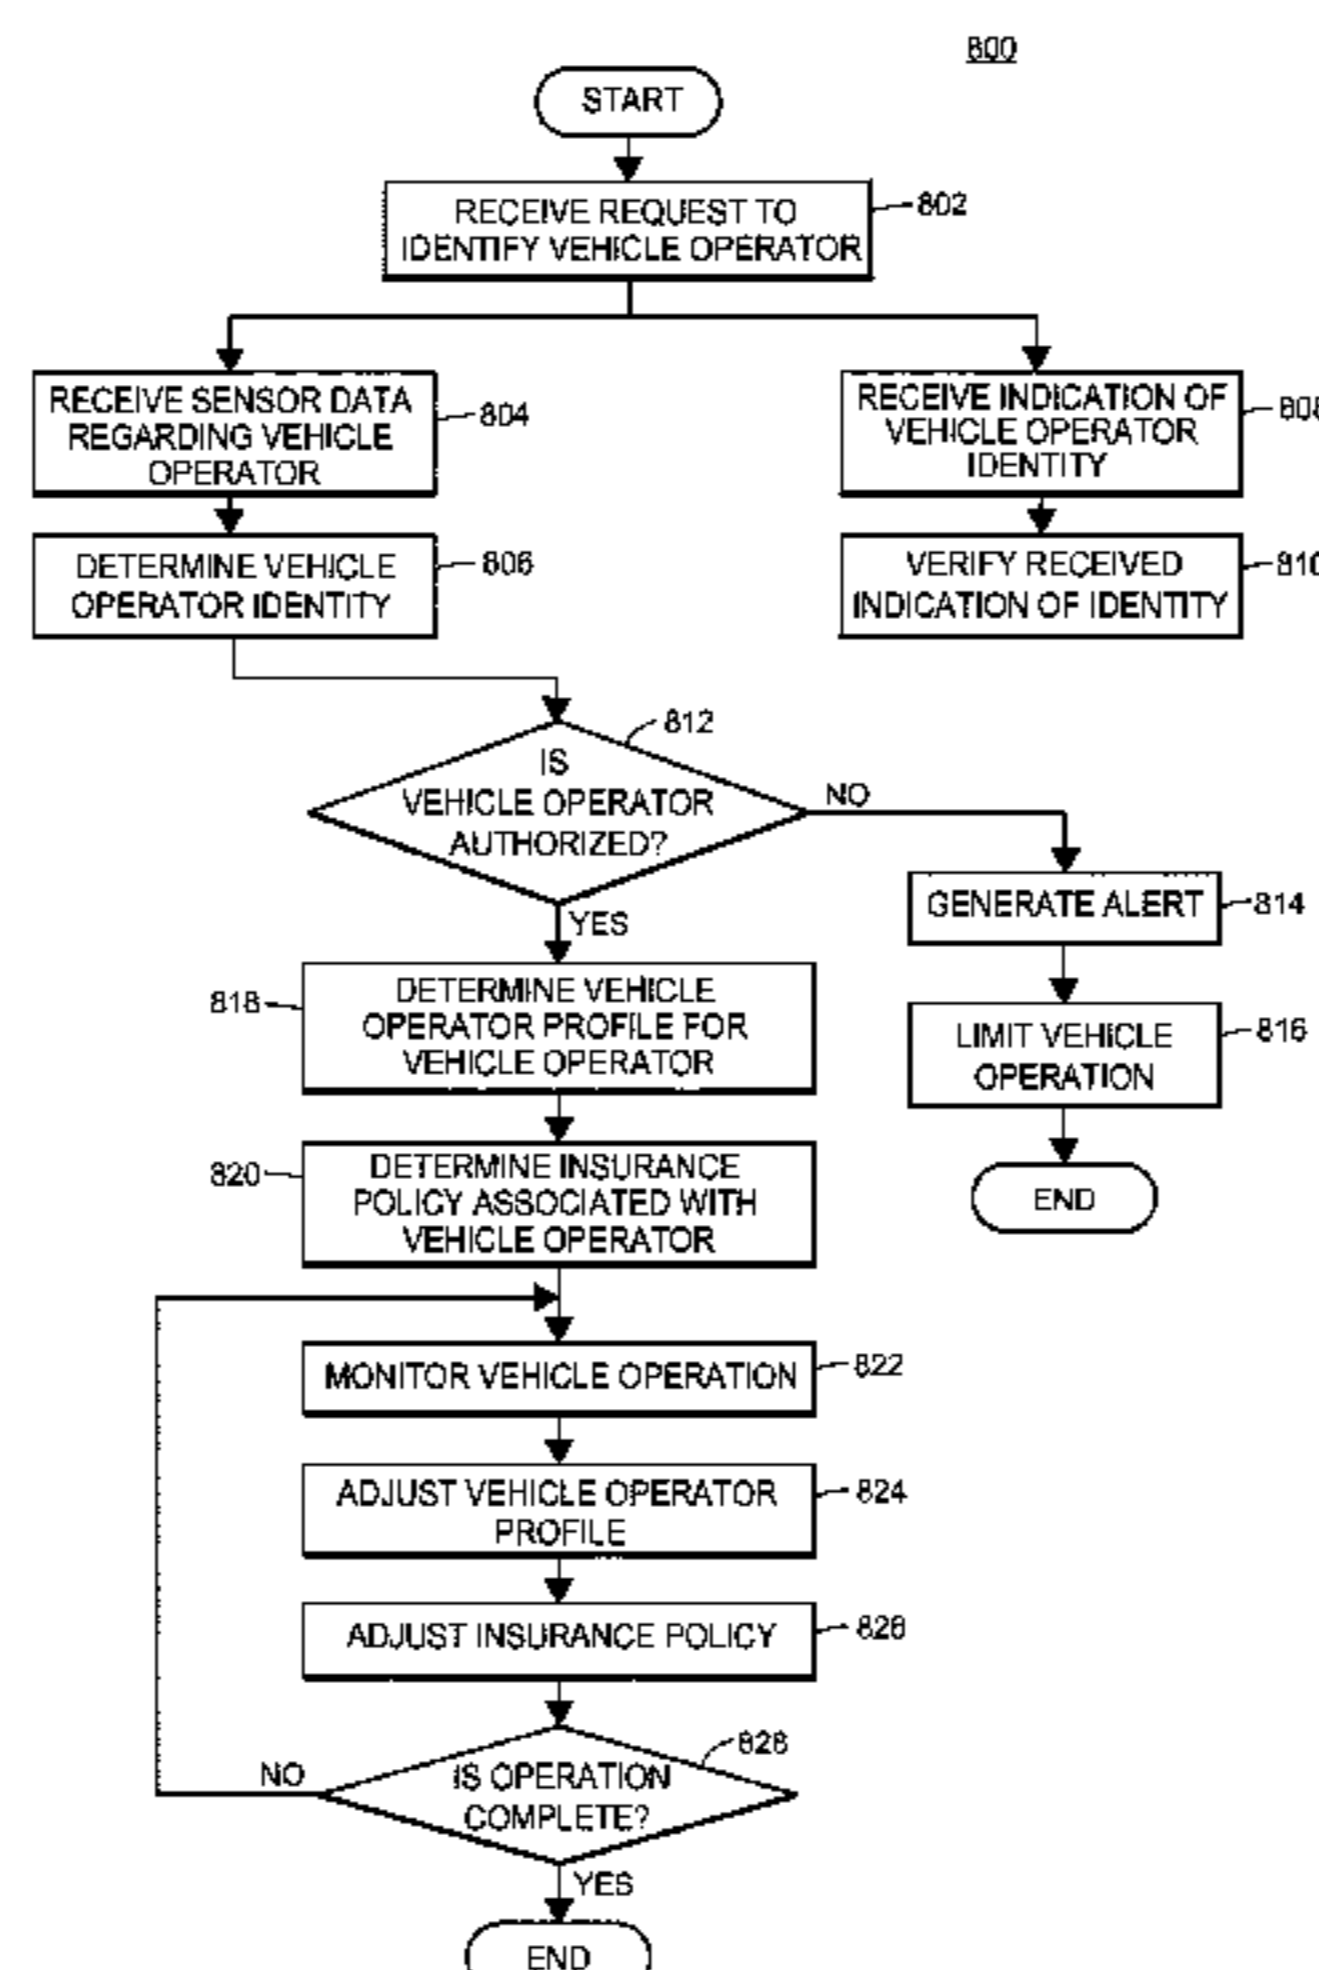 800
START
RECEIVE REQUEST TO
IDENTIFY VEHICLE OPERATOR
802
RECEIVE SENSOR DATA
REGARDING VEHICLE
OPERATOR
804
RECEIVE INDICATION OF
VEHICLE OPERATOR
IDENTITY
808
DETERMINE VEHICLE
OPERATOR IDENTITY
806
VERIFY RECEIVED
INDICATION OF IDENTITY
810
812
IS
VEHICLE OPERATOR
AUTHORIZED?
NO
YES
GENERATE ALERT
814
818
DETERMINE VEHICLE
OPERATOR PROFILE FOR
VEHICLE OPERATOR
LIMIT VEHICLE
OPERATION
816
820
DETERMINE INSURANCE
POLICY ASSOCIATED WITH
VEHICLE OPERATOR
END
MONITOR VEHICLE OPERATION
822
ADJUST VEHICLE OPERATOR
PROFILE
824
ADJUST INSURANCE POLICY
826
828
IS OPERATION
COMPLETE?
NO
YES
END